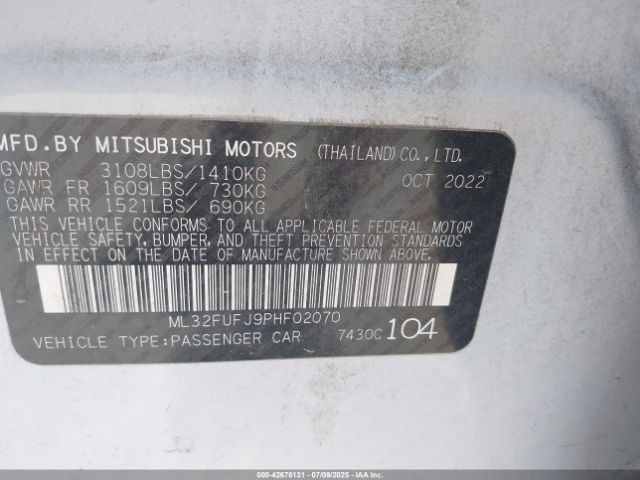 MFD.BY MITSUBISHI MOTORS (THAILAND)CO.,LTD.
GVWR 3108LBS/1410KG OCT 2022
GAWR FR 1609LBS/ 730KG
GAWR RR 1521LBS/ 690KG
THIS VEHICLE CONFORMS TO ALL APPLICABLE FEDERAL MOTOR
VEHICLE SAFETY, BUMPER, AND THEFT PREVENTION STANDARDS
IN EFFECT ON THE DATE OF MANUFACTURE SHOWN ABOVE.
ML32FUFJ9PHF02070
VEHICLE TYPE:PASSENGER CAR 7430C 104
000-42676131 - 07/09/2025 - IAAI.com